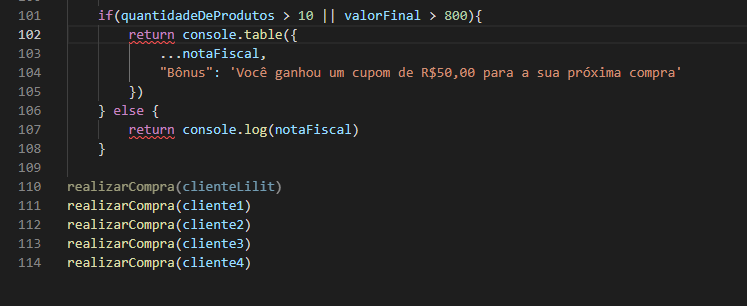 101 if(quantidadeDeProdutos > 10 || valorFinal > 800){
102 return console.table({
103 ...notaFiscal,
104 "Bônus": 'Você ganhou um cupom de R$50,00 para a sua próxima compra'
105 })
106 } else {
107 return console.log(notaFiscal)
108 }
109
110 realizarCompra(clienteLilit)
111 realizarCompra(cliente1)
112 realizarCompra(cliente2)
113 realizarCompra(cliente3)
114 realizarCompra(cliente4)